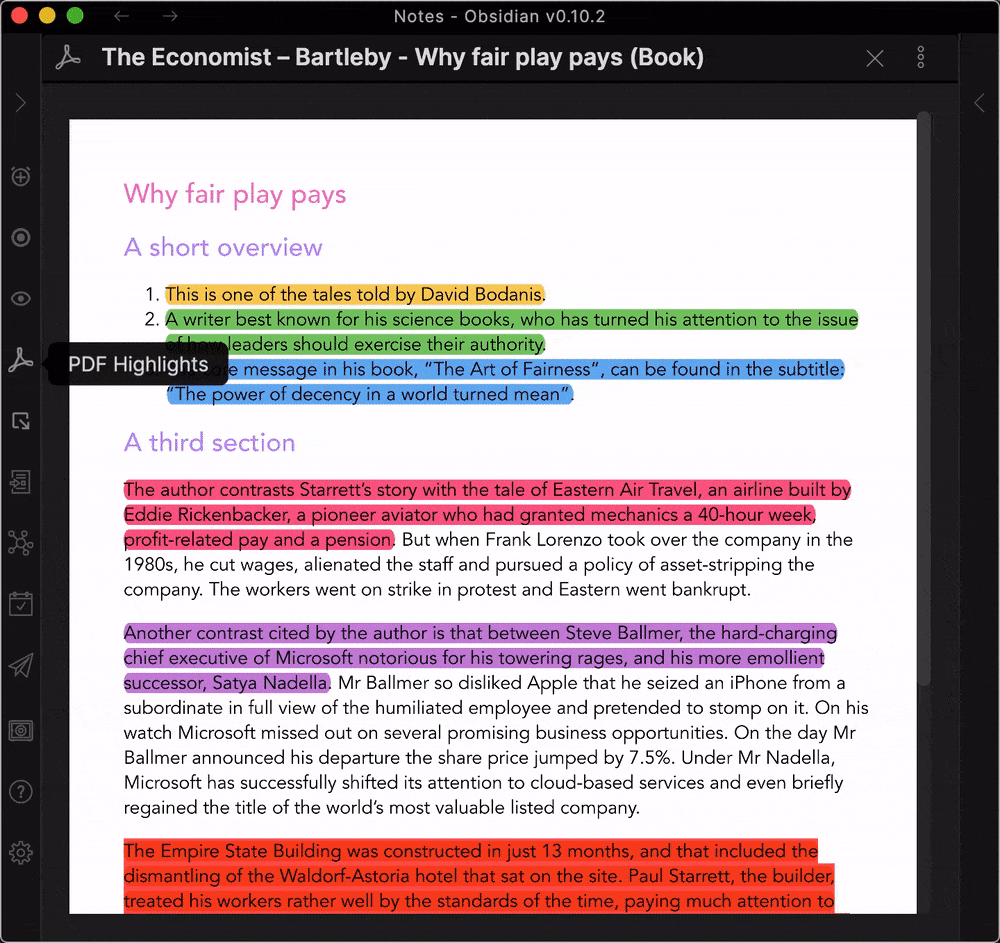 Notes - Obsidian v0.10.2
The Economist – Bartleby - Why fair play pays (Book)
Why fair play pays
A short overview
1. This is one of the tales told by David Bodanis.
2. A writer best known for his science books, who has turned his attention to the issue
of how leaders should exercise their authority.
PDF Highlights
message in his book, “The Art of Fairness”, can be found in the subtitle:
“The power of decency in a world turned mean”.
A third section
The author contrasts Starrett’s story with the tale of Eastern Air Travel, an airline built by
Eddie Rickenbacker, a pioneer aviator who had granted mechanics a 40-hour week,
profit-related pay and a pension. But when Frank Lorenzo took over the company in the
1980s, he cut wages, alienated the staff and pursued a policy of asset-stripping the
company. The workers went on strike in protest and Eastern went bankrupt.
Another contrast cited by the author is that between Steve Ballmer, the hard-charging
chief executive of Microsoft notorious for his towering rages, and his more emollient
successor, Satya Nadella. Mr Ballmer so disliked Apple that he seized an iPhone from a
subordinate in full view of the humiliated employee and pretended to stomp on it. On his
watch Microsoft missed out on several promising business opportunities. On the day Mr
Ballmer announced his departure the share price jumped by 7.5%. Under Mr Nadella,
Microsoft has successfully shifted its attention to cloud-based services and even briefly
regained the title of the world’s most valuable listed company.
The Empire State Building was constructed in just 13 months, and that included the
dismantling of the Waldorf-Astoria hotel that sat on the site. Paul Starrett, the builder,
treated his workers rather well by the standards of the time, paying much attention to